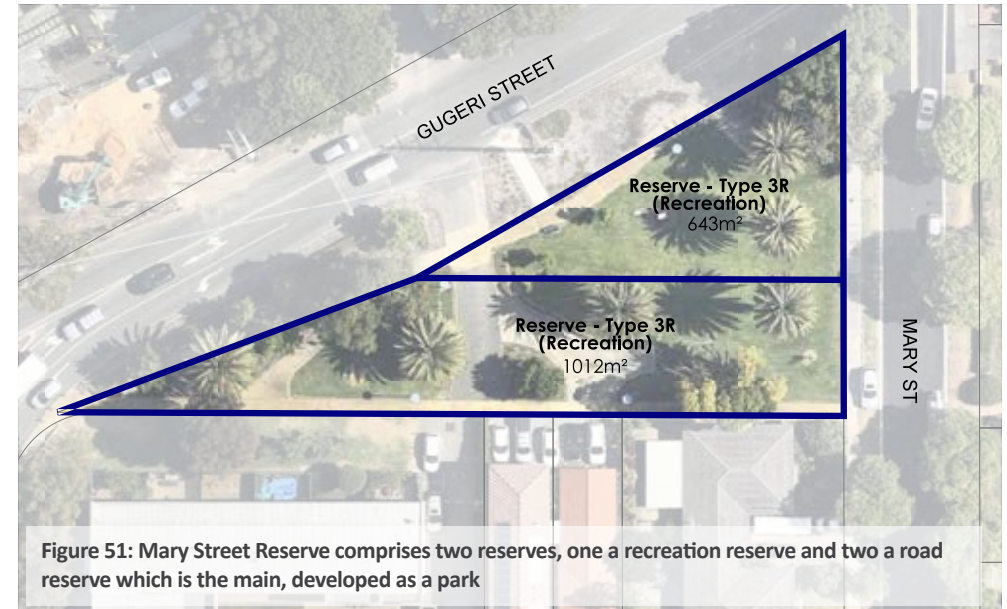 GUGERI STREET
Reserve - Type 3R
(Recreation)
643m²
Reserve - Type 3R
(Recreation)
1012m²
MARY ST
Figure 51: Mary Street Reserve comprises two reserves, one a recreation reserve and two a road
reserve which is the main, developed as a park